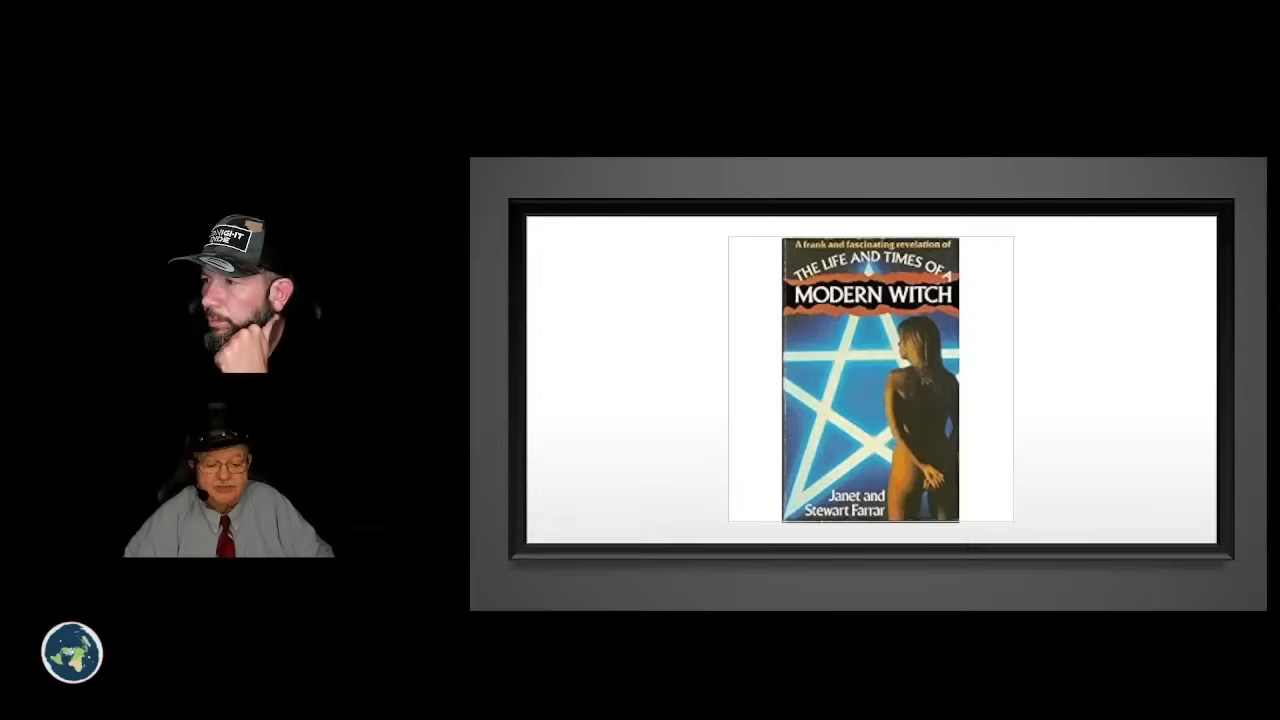 A frank and fascinating revelation of
THE LIFE AND TIMES OF A
MODERN WITCH
Janet and
Stewart Farrar